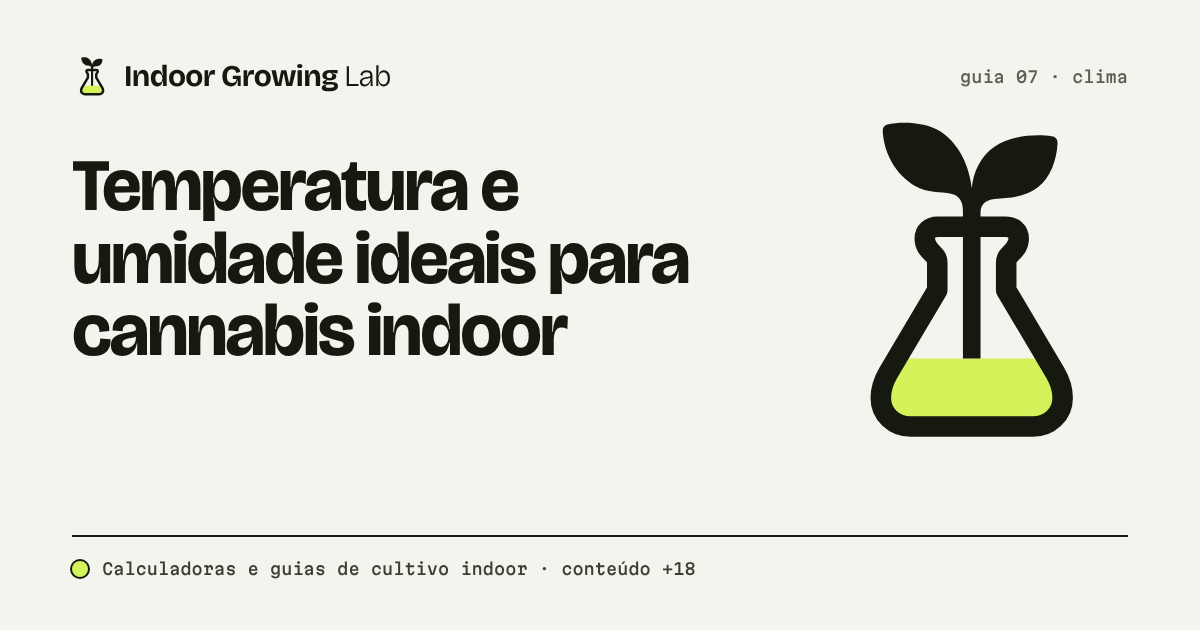 Indoor Growing Lab
guia 07 · clima
Temperatura e
umidade ideais para
cannabis indoor
Calculadoras e guias de cultivo indoor · conteúdo +18